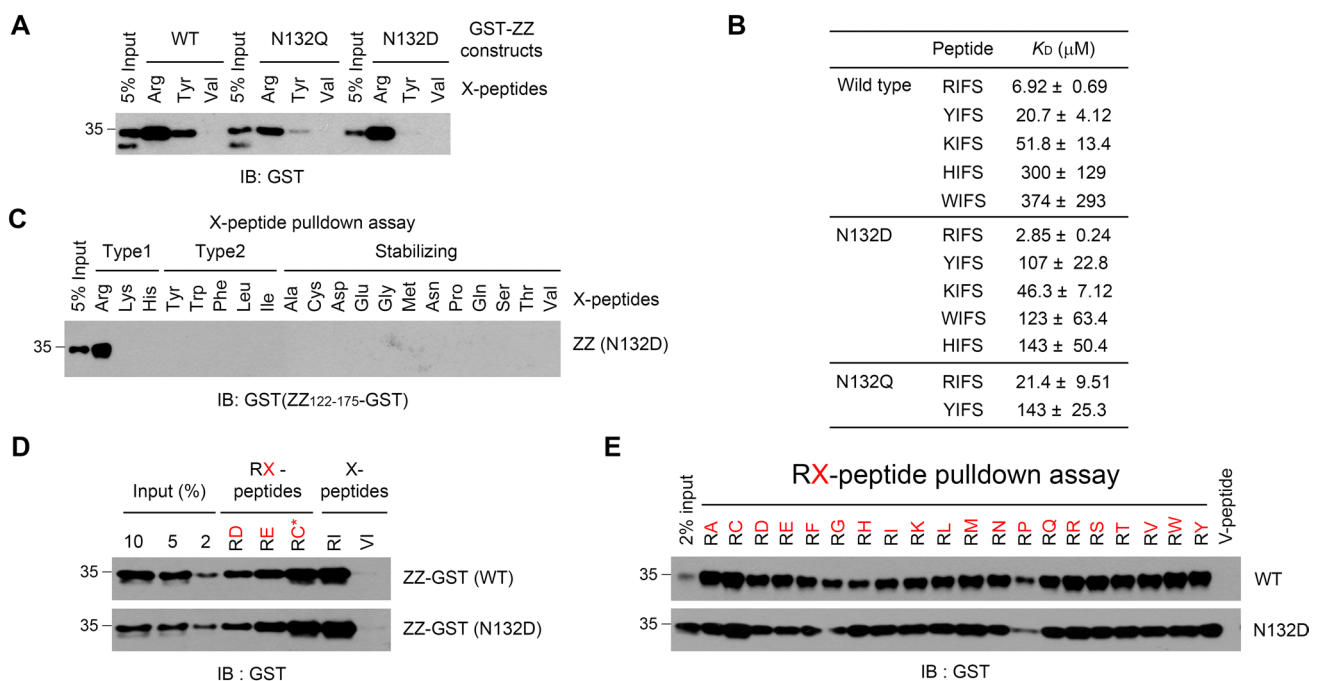 A
5% Input
WT
Arg
Tyr
Val
5% Input
N132Q
Arg
Tyr
Val
5% Input
N132D
Arg
Tyr
Val
GST-ZZ
constructs
X-peptides
35
IB: GST
B
Peptide KD (μM)
Wild type RIFS 6.92 ± 0.69
YIFS 20.7 ± 4.12
KIFS 51.8 ± 13.4
HIFS 300 ± 129
WIFS 374 ± 293
N132D RIFS 2.85 ± 0.24
YIFS 107 ± 22.8
KIFS 46.3 ± 7.12
WIFS 123 ± 63.4
HIFS 143 ± 50.4
N132Q RIFS 21.4 ± 9.51
YIFS 143 ± 25.3
C
X-peptide pulldown assay
5% Input
Type1 Type2 Stabilizing
Arg
Lys
His
Tyr
Trp
Phe
Leu
Ile
Ala
Cys
Asp
Glu
Gly
Met
Asn
Pro
Gln
Ser
Thr
Val
X-peptides
35
ZZ (N132D)
IB: GST(ZZ122-175-GST)
D
Input (%)
RX -
peptides
X-
peptides
10 5 2
RD
RE
RC*
RI
VI
35
ZZ-GST (WT)
35
ZZ-GST (N132D)
IB : GST
E
RX-peptide pulldown assay
2% input
RA
RC
RD
RE
RF
RG
RH
RI
RK
RL
RM
RN
RP
RQ
RR
RS
RT
RV
RW
RY
V-peptide
35
WT
35
N132D
IB : GST